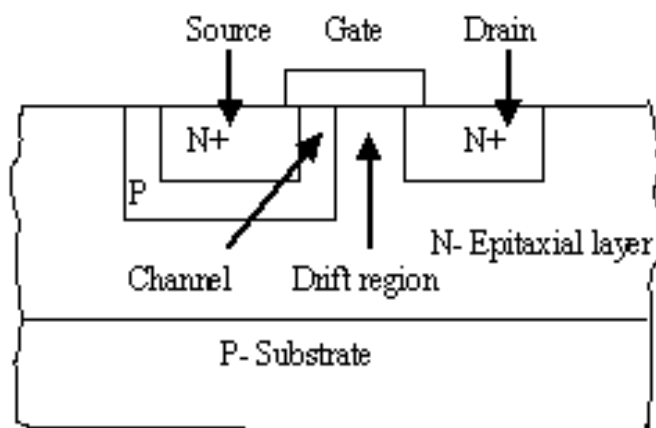 Source Gate Drain
N+ N+
P
N- Epitaxial layer
Channel Drift region
P- Substrate